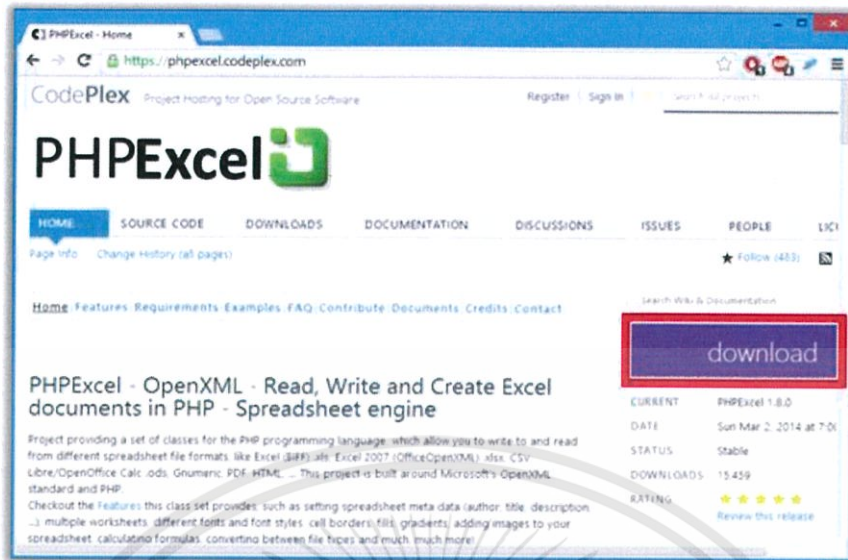 PHPExcel - Home
https://phpexcel.codeplex.com
CodePlex Project Hosting for Open Source Software
Register Sign In
PHPExcel
HOME SOURCE CODE DOWNLOADS DOCUMENTATION DISCUSSIONS ISSUES PEOPLE
Page Info Change History (all pages)
Follow (483)
Home Features Requirements Examples FAQ Contribute Documents Credits Contact
Search Wiki & Documentation
download
PHPExcel - OpenXML - Read, Write and Create Excel
documents in PHP - Spreadsheet engine
CURRENT PHPExcel 1.8.0
DATE Sun Mar 2, 2014 at
STATUS Stable
DOWNLOADS 15,459
RATING
Review this release
Project providing a set of classes for the PHP programming language, which allow you to write to and read
from different spreadsheet file formats, like Excel (BIFF) .xls, Excel 2007 (OfficeOpenXML) .xlsx, CSV,
Libre/OpenOffice Calc .ods, Gnumeric, PDF, HTML, ... This project is built around Microsoft's OpenXML
standard and PHP.
Checkout the Features this class set provides, such as setting spreadsheet meta data (author, title, description
...), multiple worksheets, different fonts and font styles, cell borders, fills, gradients, adding images to your
spreadsheet, calculating formulas, converting between file types and much, much more!